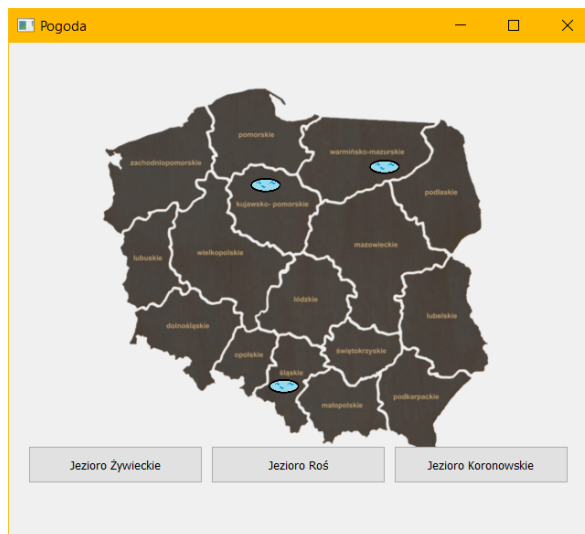 Pogoda
pomorskie
warmińsko-mazurskie
zachodniopomorskie
podlaskie
kujawsko- pomorskie
mazowieckie
wielkopolskie
lubuskie
łódzkie
lubelskie
dolnośląskie
świętokrzyskie
opolskie
śląskie
podkarpackie
małopolskie
Jezioro Żywieckie
Jezioro Roś
Jezioro Koronowskie